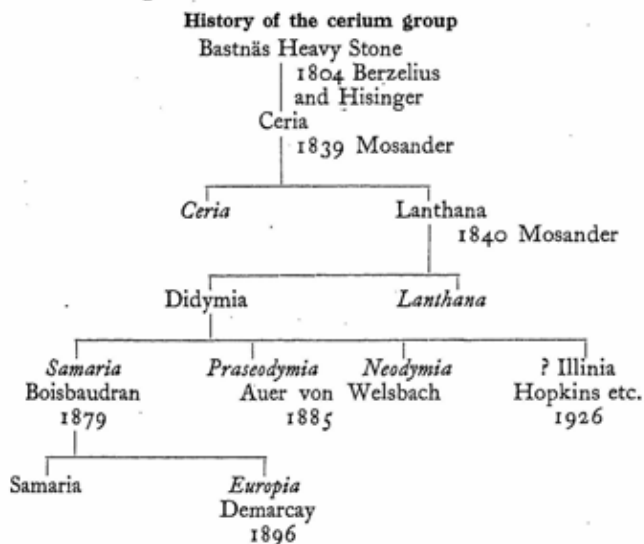 History of the cerium group
Bastnäs Heavy Stone
1804 Berzelius
and Hisinger
Ceria
1839 Mosander
Ceria Lanthana
1840 Mosander
Didymia Lanthana
Samaria Praseodymia Neodymia ? Illinia
Boisbaudran Auer von Welsbach Hopkins etc.
1879 1885 1926
Samaria Europia
Demarcay
1896